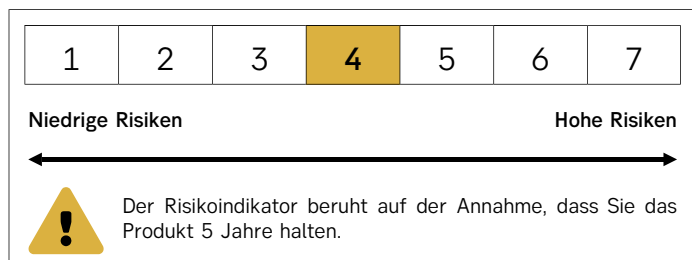 1 2 3 4 5 6 7
Niedrige Risiken Hohe Risiken
Der Risikoindikator beruht auf der Annahme, dass Sie das
Produkt 5 Jahre halten.